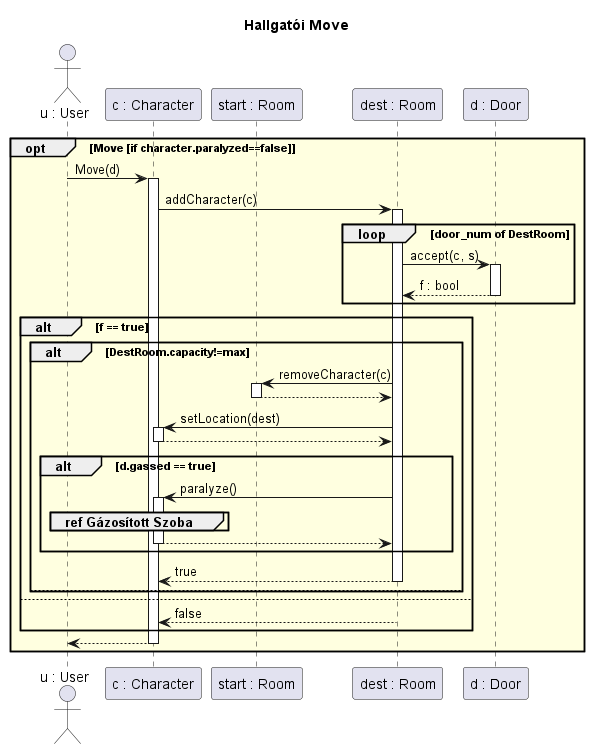 Hallgatói Move
u : User
c : Character
start : Room
dest : Room
d : Door
opt
[Move [if character.paralyzed==false]]
Move(d)
addCharacter(c)
loop
[door_num of DestRoom]
accept(c, s)
f : bool
alt
[f == true]
alt
[DestRoom.capacity!=max]
removeCharacter(c)
setLocation(dest)
alt
[d.gassed == true]
paralyze()
ref Gázosított Szoba
true
false
u : User
c : Character
start : Room
dest : Room
d : Door